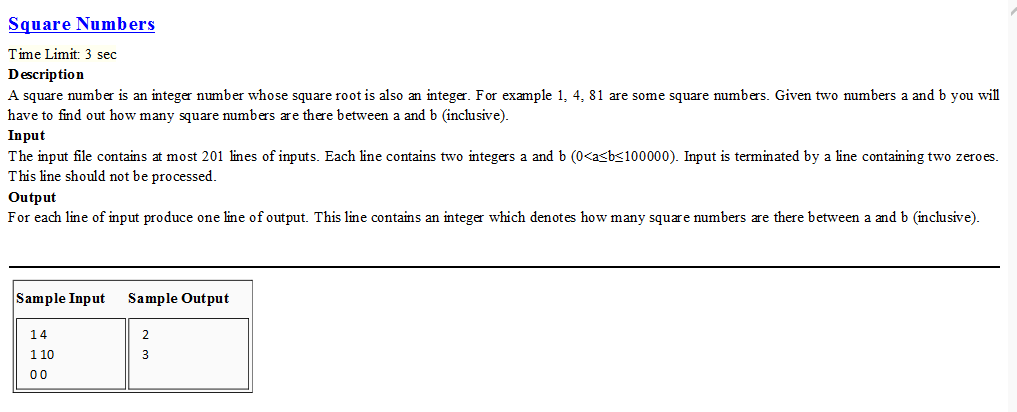 Square Numbers
Time Limit: 3 sec
Description
A square number is an integer number whose square root is also an integer. For example 1, 4, 81 are some square numbers. Given two numbers a and b you will
have to find out how many square numbers are there between a and b (inclusive).
Input
The input file contains at most 201 lines of inputs. Each line contains two integers a and b (0<a≤b≤100000). Input is terminated by a line containing two zeroes.
This line should not be processed.
Output
For each line of input produce one line of output. This line contains an integer which denotes how many square numbers are there between a and b (inclusive).
Sample Input Sample Output
1 4 2
1 10 3
0 0